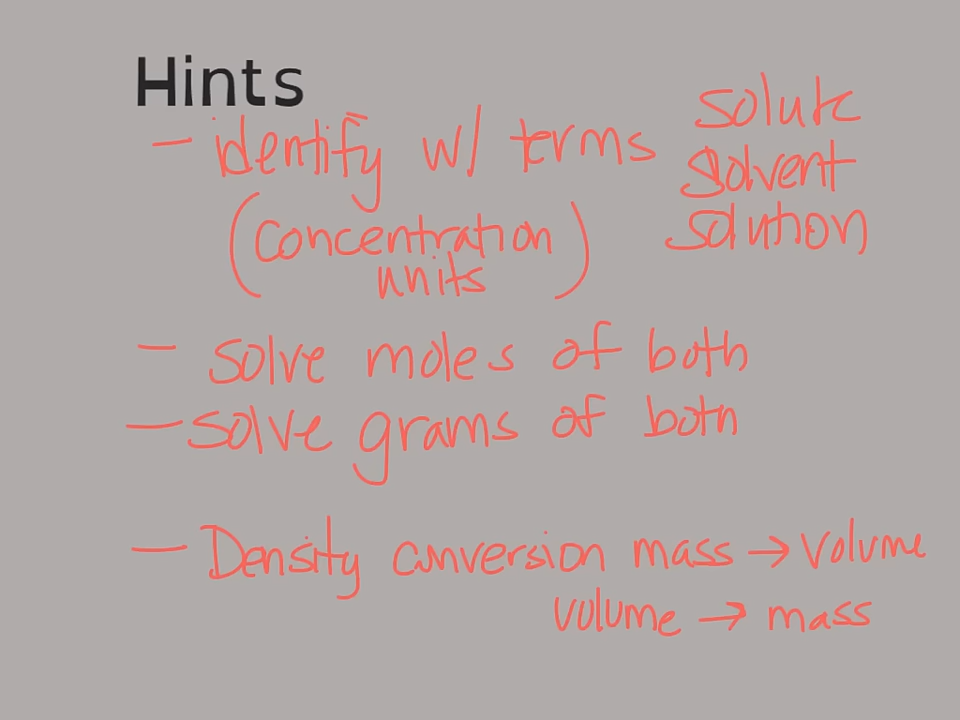 Hints
- identify w/ terms solute
solvent
(concentration solution
units)
- solve moles of both
- solve grams of both
- Density conversion mass → volume
volume → mass